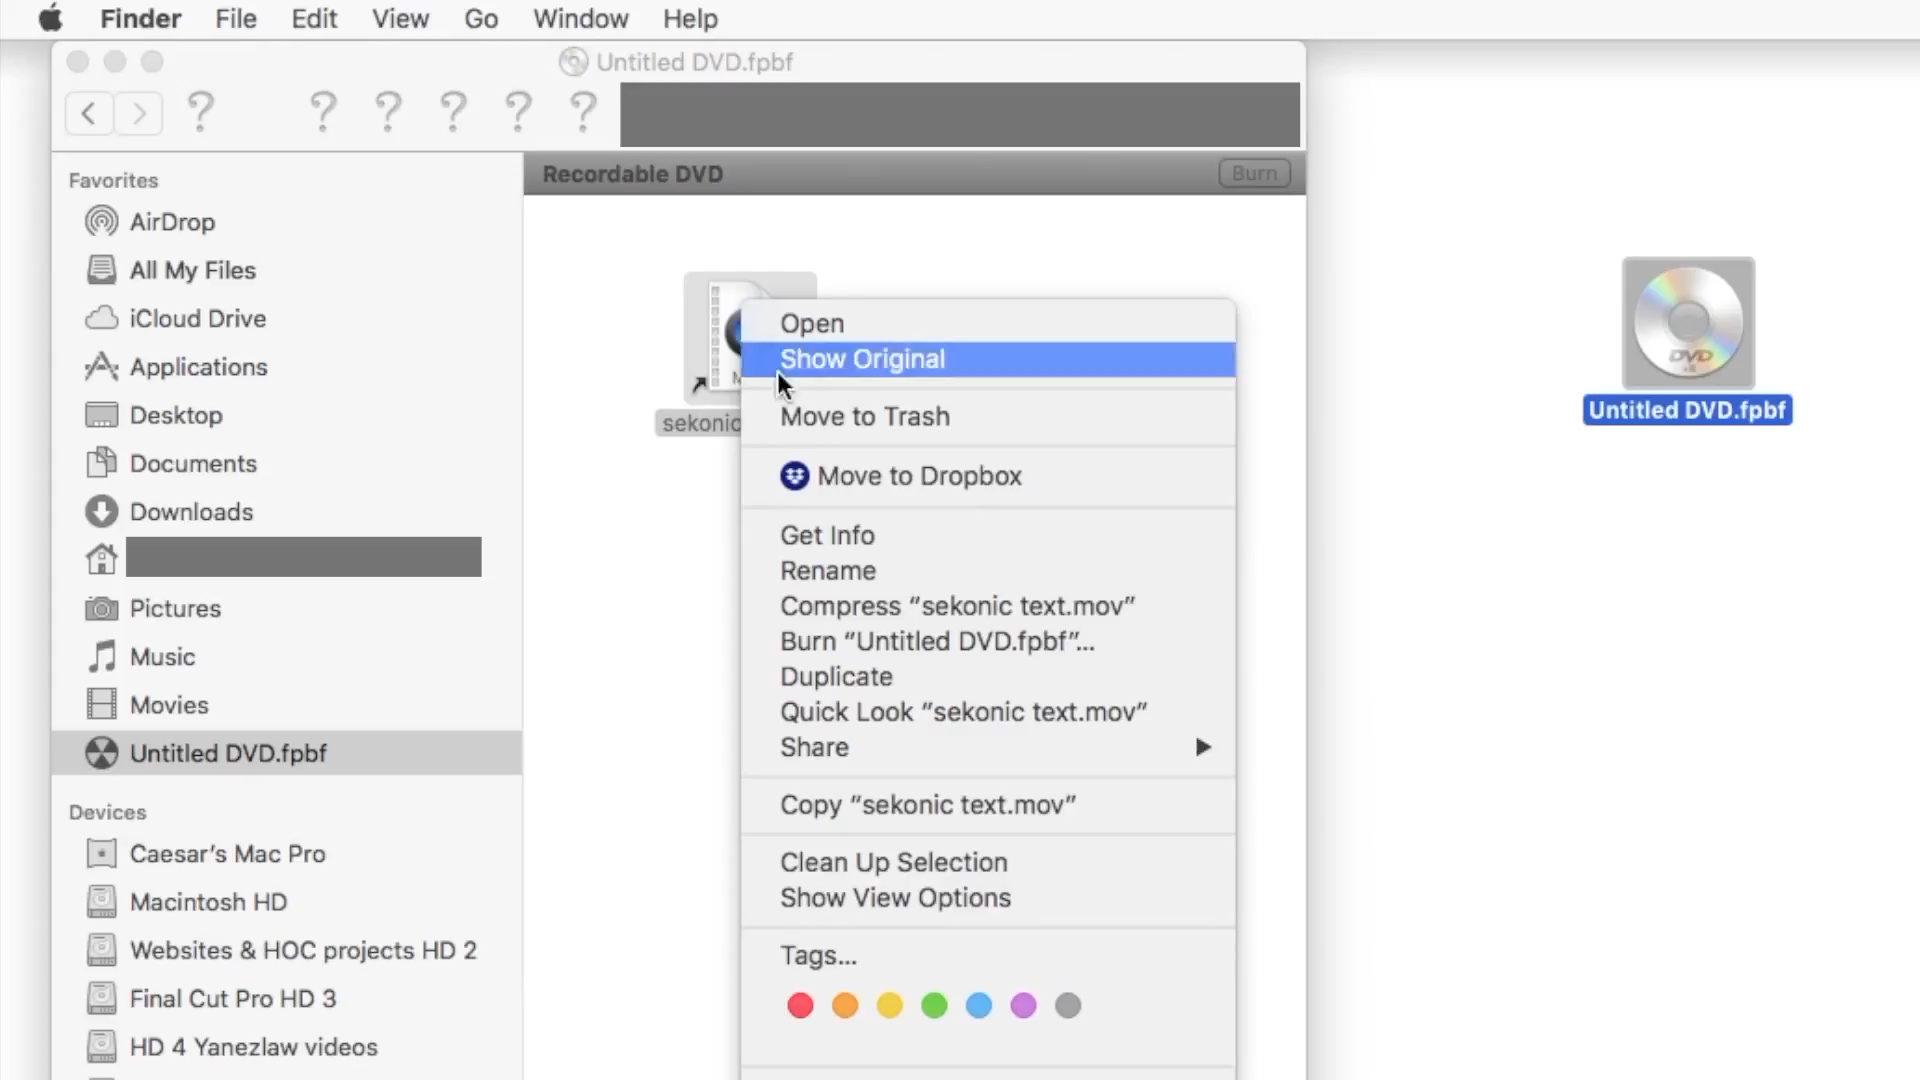 Finder File Edit View Go Window Help
Untitled DVD.fpbf
? ? ? ? ? ?
Favorites
AirDrop
All My Files
iCloud Drive
Applications
Desktop
Documents
Downloads
Pictures
Music
Movies
Untitled DVD.fpbf
Devices
Caesar’s Mac Pro
Macintosh HD
Websites & HOC projects HD 2
Final Cut Pro HD 3
HD 4 Yanezlaw videos
Recordable DVD
Burn
sekonic
Open
Show Original
Move to Trash
Move to Dropbox
Get Info
Rename
Compress “sekonic text.mov”
Burn “Untitled DVD.fpbf”...
Duplicate
Quick Look “sekonic text.mov”
Share
Copy “sekonic text.mov”
Clean Up Selection
Show View Options
Tags...
DVD
Untitled DVD.fpbf